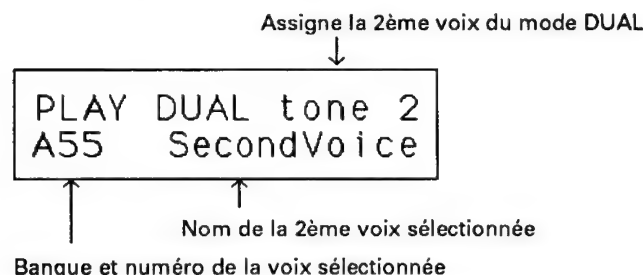 Assigne la 2ème voix du mode DUAL
PLAY DUAL tone 2
A55 SecondVoice
Nom de la 2ème voix sélectionnée
Banque et numéro de la voix sélectionnée